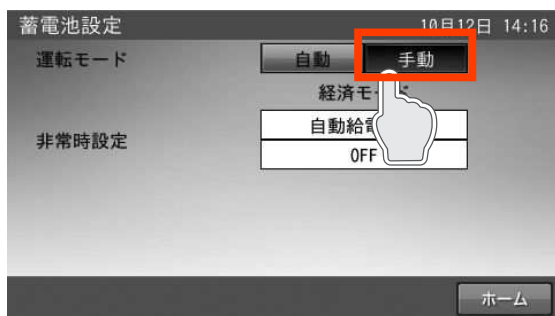 蓄電池設定 10月12日 14:16
運転モード 自動 手動
経済モ
非常時設定 自動給
OFF
ホーム